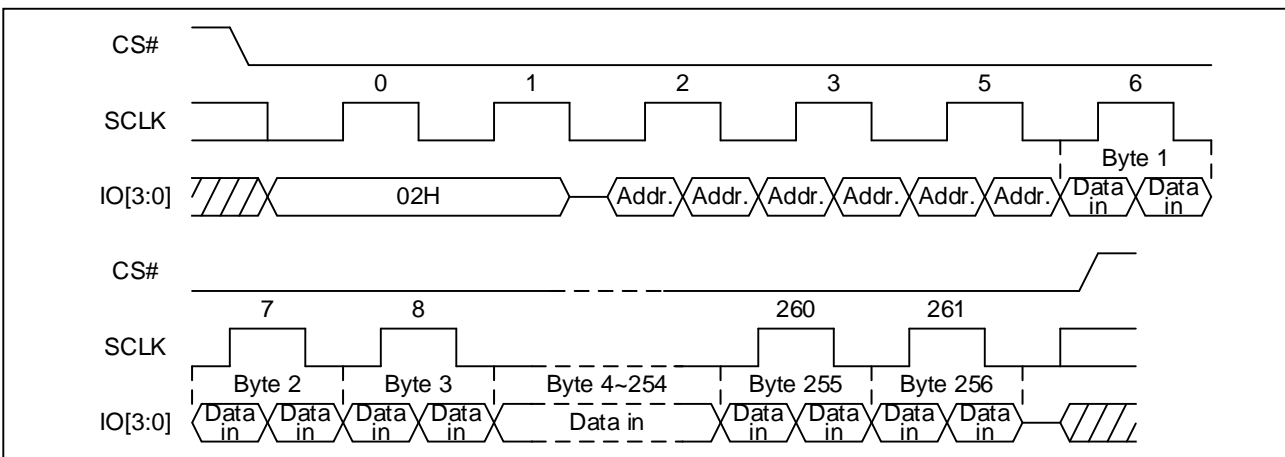 CS#
0 1 2 3 5 6
SCLK
Byte 1
IO[3:0] 02H Addr. Addr. Addr. Addr. Addr. Addr. Data in Data in
CS#
7 8 260 261
SCLK
Byte 2 Byte 3 Byte 4~254 Byte 255 Byte 256
IO[3:0] Data in Data in Data in Data in Data in Data in Data in Data in Data in